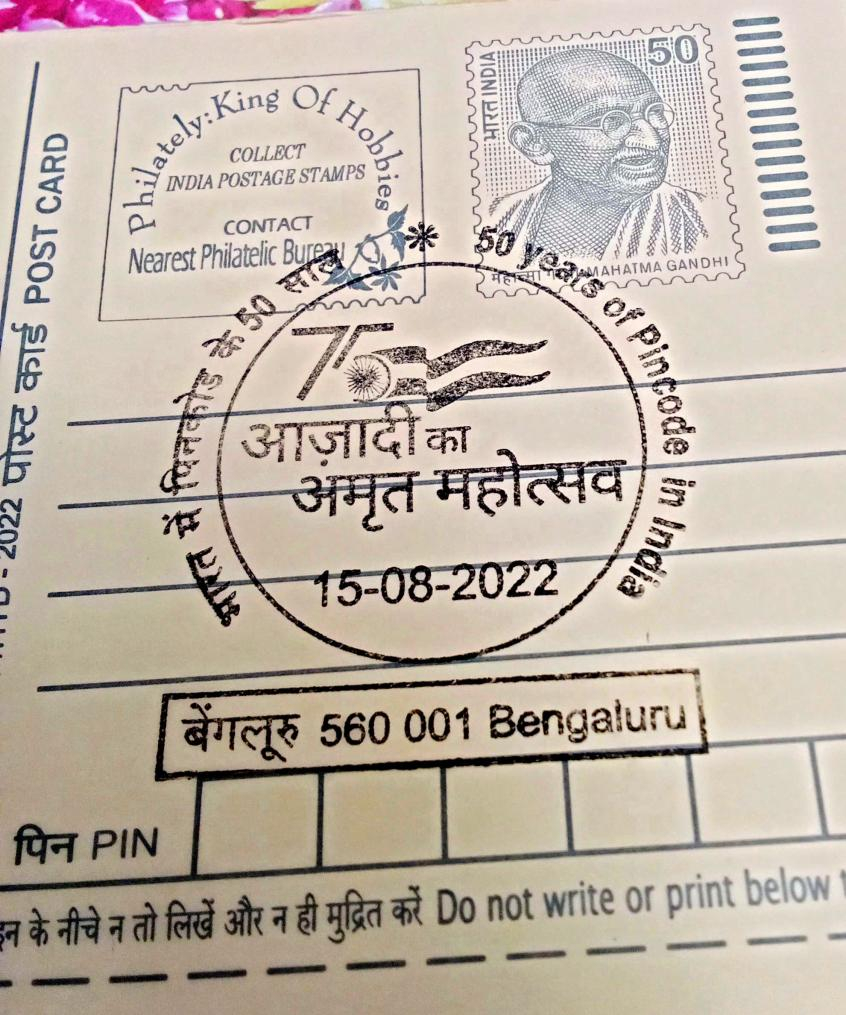 पोस्ट कार्ड POST CARD
- 2022
Philately: King Of Hobbies
COLLECT
INDIA POSTAGE STAMPS
CONTACT
Nearest Philatelic Bureau
50
भारत INDIA
MAHATMA GANDHI
भारत में पिनकोड के 50 साल * 50 years of Pincode in India
75
आज़ादी का
अमृत महोत्सव
15-08-2022
बेंगलूरु 560 001 Bengaluru
पिन PIN
के नीचे न तो लिखें और न ही मुद्रित करें Do not write or print below